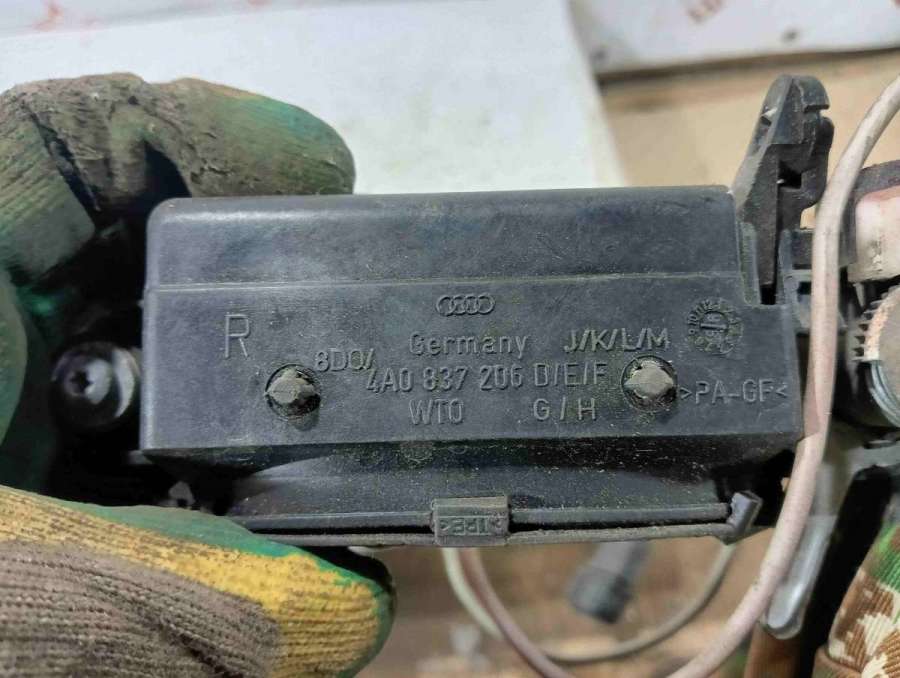 R
8D0/
Germany J/K/L/M
4A0 837 206 D/E/F
WTO G/H
>PA-GF<